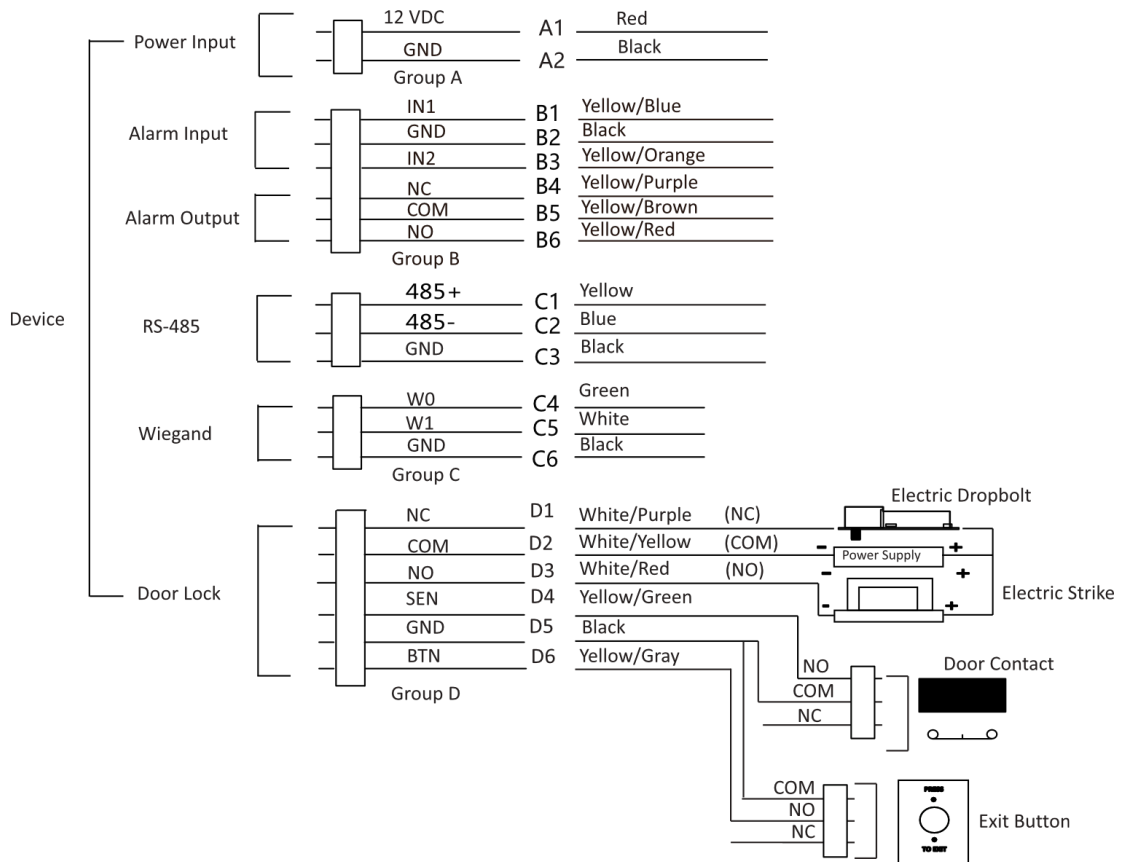 12 VDC A1 Red
Power Input
GND A2 Black
Group A
IN1 B1 Yellow/Blue
Alarm Input
GND B2 Black
IN2 B3 Yellow/Orange
NC B4 Yellow/Purple
Alarm Output
COM B5 Yellow/Brown
NO B6 Yellow/Red
Group B
485+ C1 Yellow
Device
RS-485
485- C2 Blue
GND C3 Black
W0 C4 Green
Wiegand
W1 C5 White
GND C6 Black
Group C
Electric Dropbolt
NC D1 White/Purple (NC)
COM D2 White/Yellow (COM) - Power Supply +
NO D3 White/Red (NO) - +
Door Lock
SEN D4 Yellow/Green - + Electric Strike
GND D5 Black
BTN D6 Yellow/Gray
Group D
NO Door Contact
COM
NC
COM PRESS
NO Exit Button
NC TO EXIT